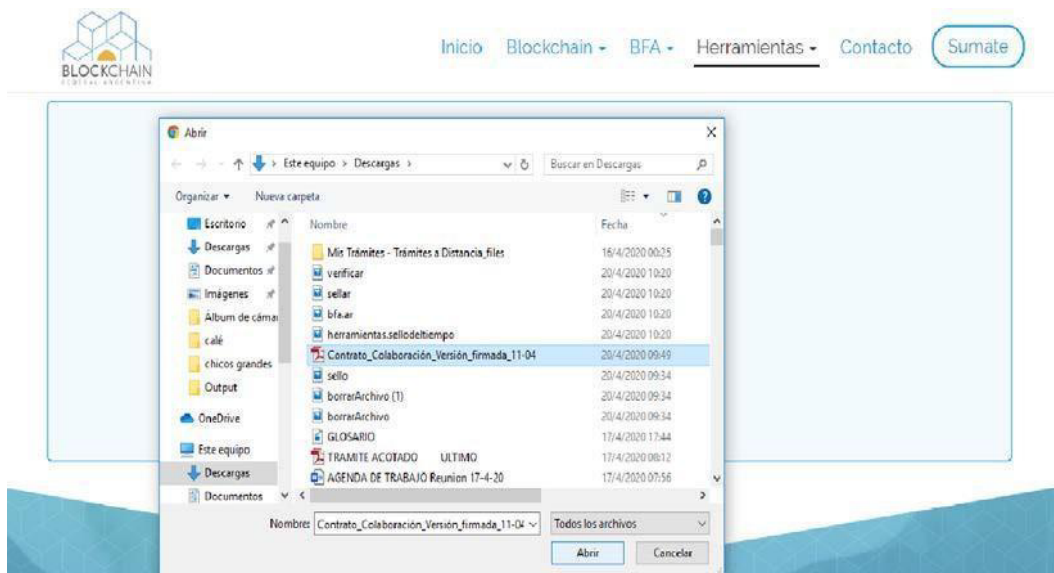 BLOCKCHAIN
FEDERAL ARGENTINA
Inicio Blockchain BFA Herramientas Contacto Sumate
Abrir
Este equipo > Descargas >
Buscar en Descargas
Organizar Nueva carpeta
Escritorio
Descargas
Documentos
Imágenes
Álbum de cámar
calé
chicos grandes
Output
OneDrive
Este equipo
Descargas
Documentos
Nombre Fecha
Mis Trámites - Trámites a Distancia_files 16/4/2020 00:25
verificar 20/4/2020 10:20
sellar 20/4/2020 10:20
bfa.ar 20/4/2020 10:20
herramientas.sellodeltiempo 20/4/2020 10:20
Contrato_Colaboración_Versión_firmada_11-04 20/4/2020 09:49
sello 20/4/2020 09:34
borrarArchivo (1) 20/4/2020 09:34
borrarArchivo 20/4/2020 09:34
GLOSARIO 17/4/2020 17:44
TRAMITE ACOTADO ULTIMO 17/4/2020 08:12
AGENDA DE TRABAJO Reunion 17-4-20 17/4/2020 07:56
Nombre: Contrato_Colaboración_Versión_firmada_11-04 Todos los archivos
Abrir Cancelar